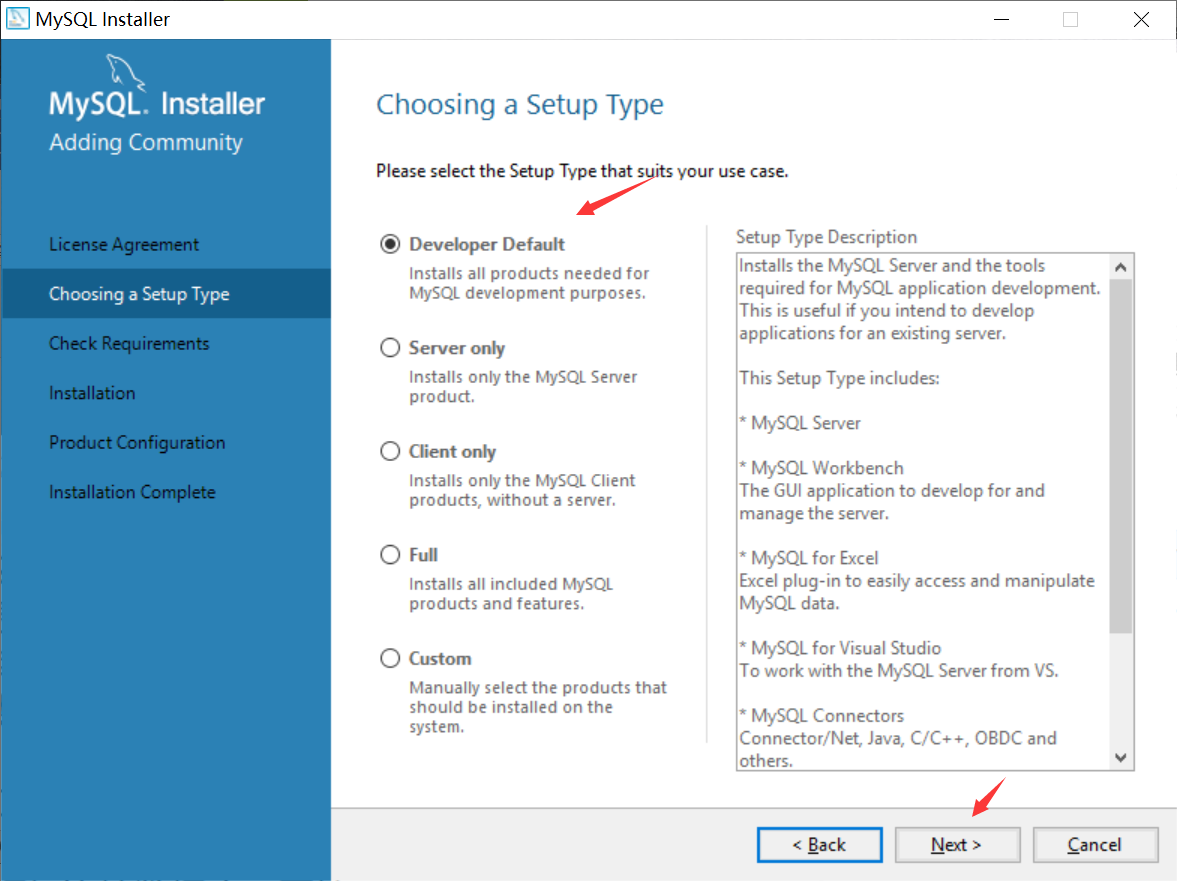 MySQL Installer
MySQL. Installer
Adding Community
License Agreement
Choosing a Setup Type
Check Requirements
Installation
Product Configuration
Installation Complete
Choosing a Setup Type
Please select the Setup Type that suits your use case.
Developer Default
Installs all products needed for
MySQL development purposes.
Server only
Installs only the MySQL Server
product.
Client only
Installs only the MySQL Client
products, without a server.
Full
Installs all included MySQL
products and features.
Custom
Manually select the products that
should be installed on the
system.
Setup Type Description
Installs the MySQL Server and the tools
required for MySQL application development.
This is useful if you intend to develop
applications for an existing server.
This Setup Type includes:
* MySQL Server
* MySQL Workbench
The GUI application to develop for and
manage the server.
* MySQL for Excel
Excel plug-in to easily access and manipulate
MySQL data.
* MySQL for Visual Studio
To work with the MySQL Server from VS.
* MySQL Connectors
Connector/Net, Java, C/C++, OBDC and
others.
< Back
Next >
Cancel